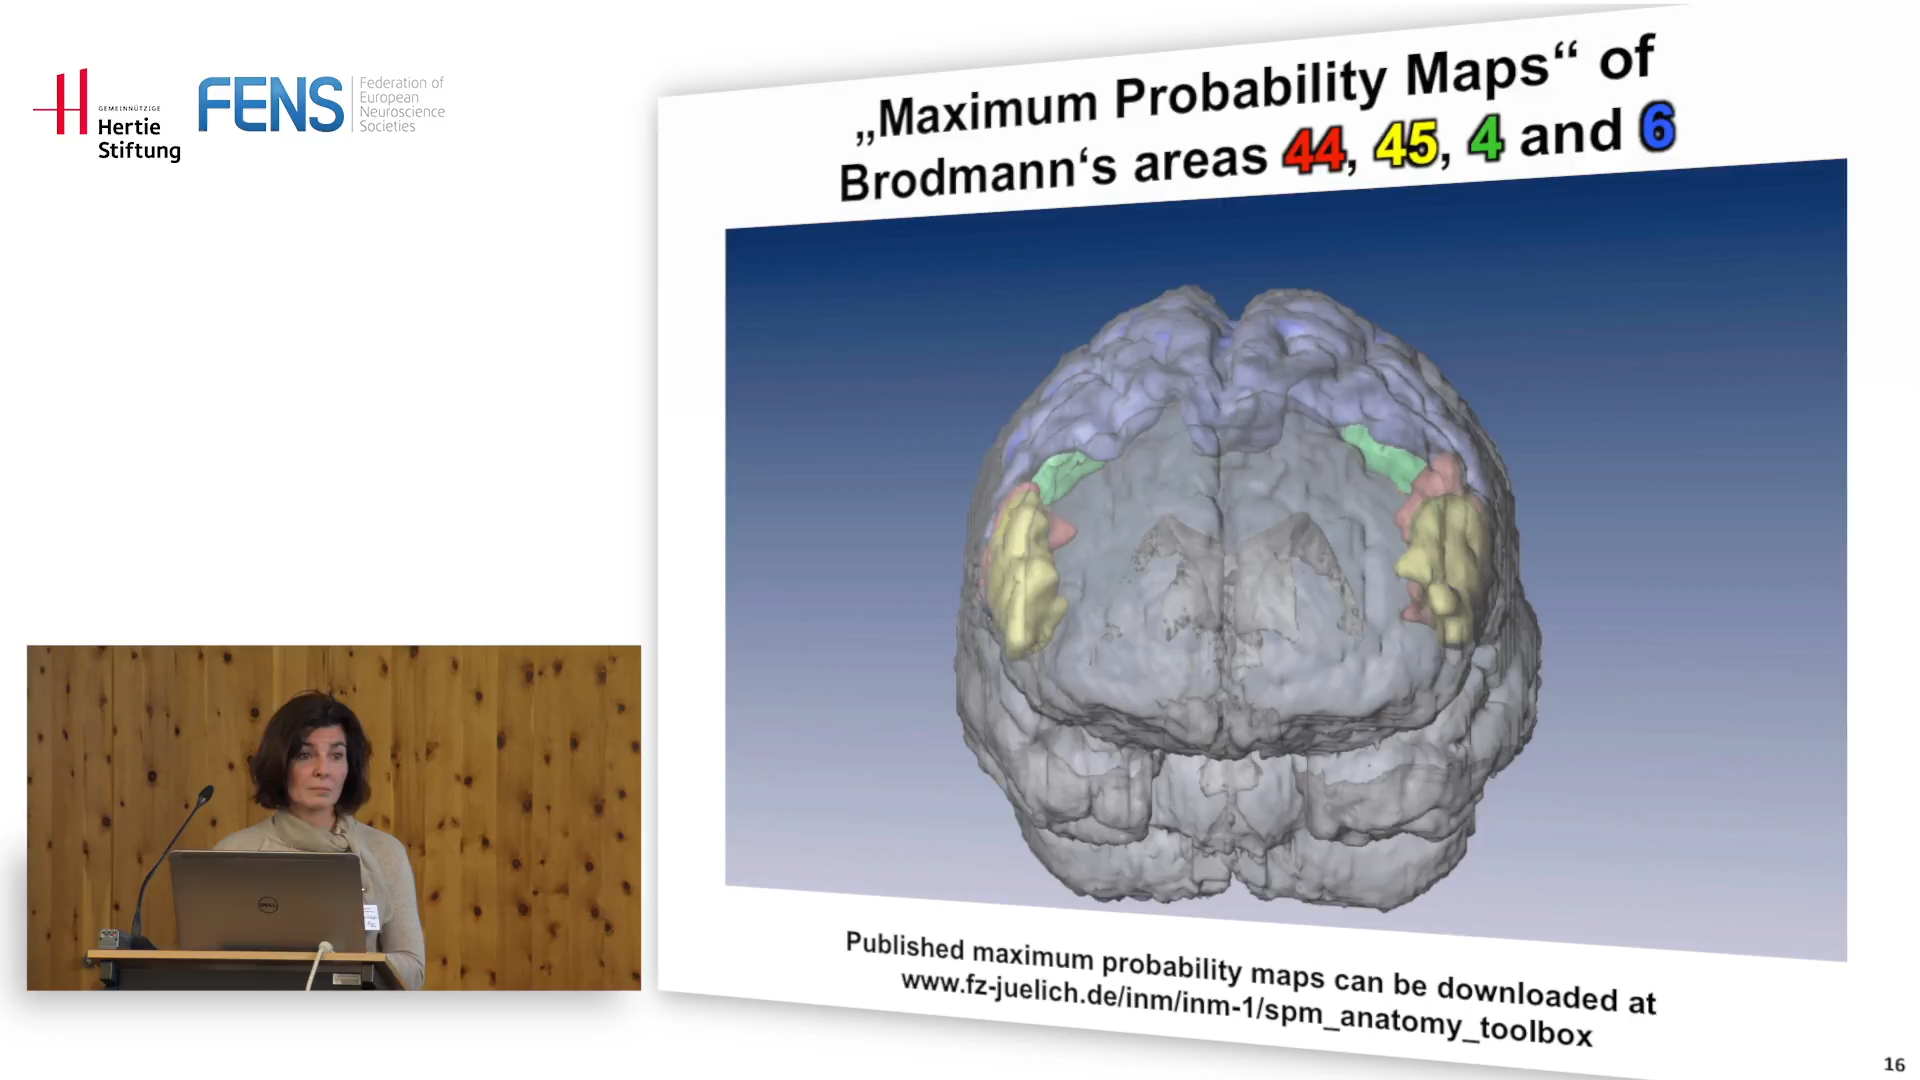 GEMEINNÜTZIGE
Hertie
Stiftung
FENS
Federation of
European
Neuroscience
Societies
„Maximum Probability Maps“ of
Brodmann‘s areas 44, 45, 4 and 6
Published maximum probability maps can be downloaded at
www.fz-juelich.de/inm/inm-1/spm_anatomy_toolbox
DELL
16